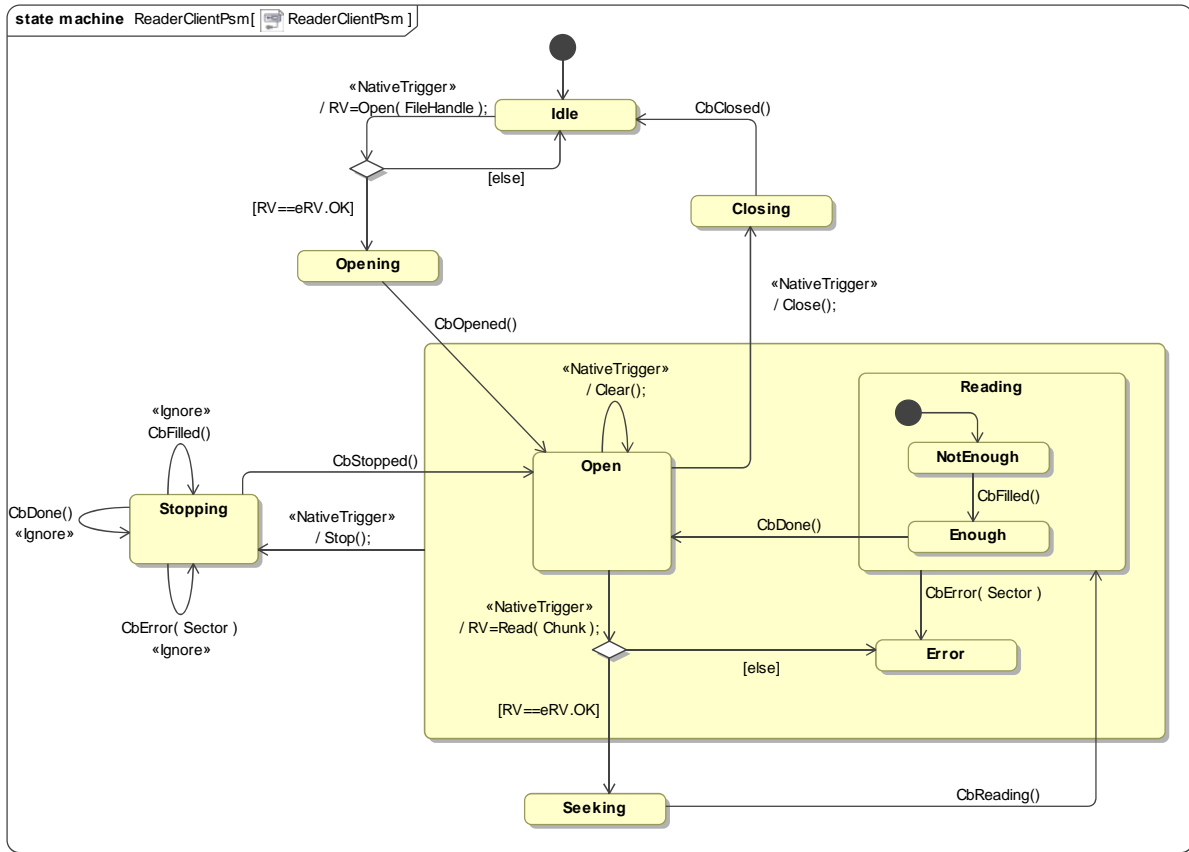 state machine ReaderClientPsm[ ReaderClientPsm ]
«NativeTrigger»
/ RV=Open( FileHandle );
Idle
CbClosed()
[else]
[RV==eRV.OK]
Closing
Opening
«NativeTrigger»
/ Close();
CbOpened()
«NativeTrigger»
/ Clear();
Reading
«Ignore»
CbFilled()
NotEnough
CbStopped()
Open
CbFilled()
Stopping
CbDone()
«Ignore»
«NativeTrigger»
/ Stop();
CbDone()
Enough
CbError( Sector )
«Ignore»
«NativeTrigger»
/ RV=Read( Chunk );
CbError( Sector )
Error
[else]
[RV==eRV.OK]
Seeking
CbReading()